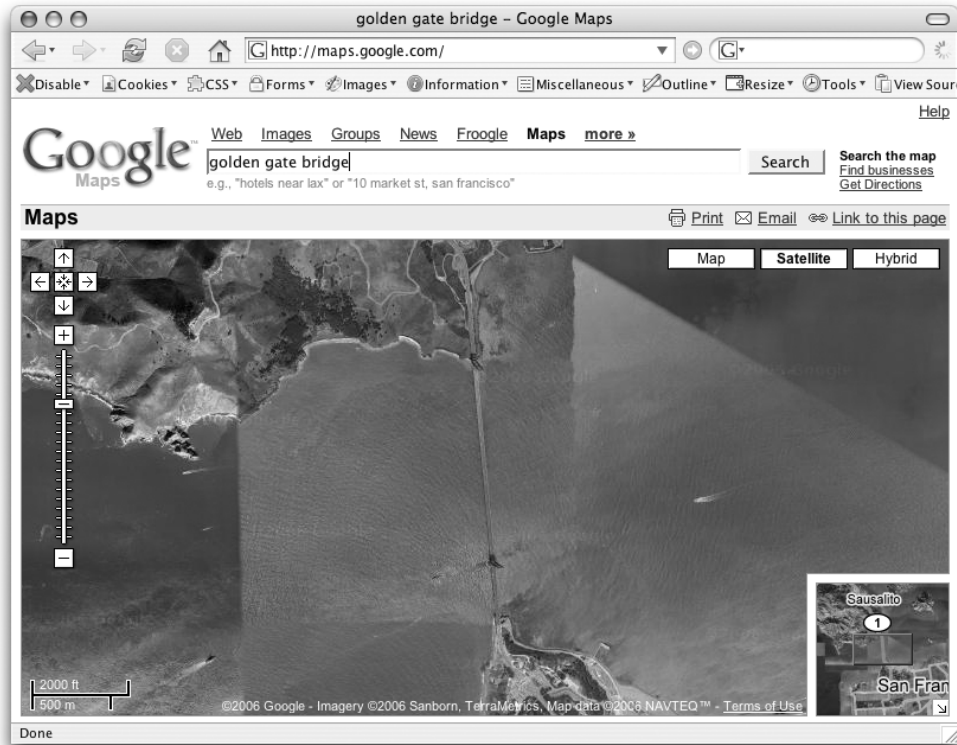 golden gate bridge – Google Maps
G http://maps.google.com/ G
Disable Cookies CSS Forms Images Information Miscellaneous Outline Resize Tools View Sour
Help
Google Maps
Web Images Groups News Froogle Maps more »
golden gate bridge Search
e.g., "hotels near lax" or "10 market st, san francisco"
Search the map
Find businesses
Get Directions
Maps Print Email Link to this page
Map Satellite Hybrid
©2006 Google
Sausalito
1
San Fran
2000 ft
500 m
©2006 Google - Imagery ©2006 Sanborn, TerraMetrics, Map data ©2006 NAVTEQ™ - Terms of Use
Done